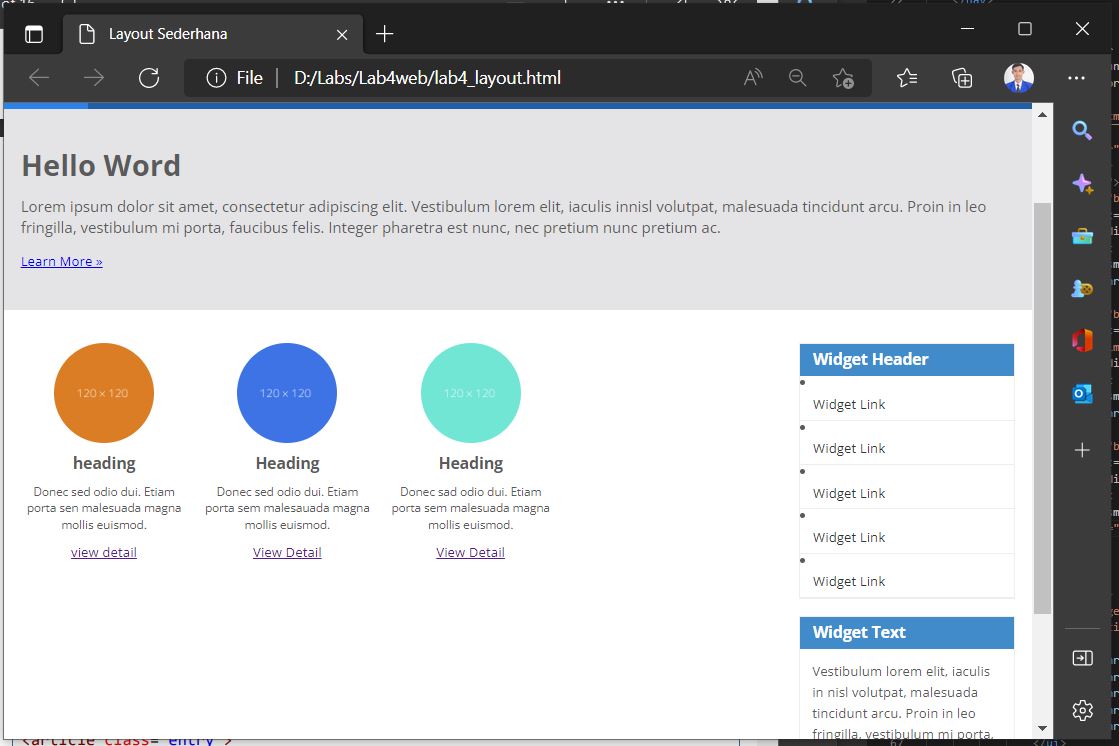 Layout Sederhana
File | D:/Labs/Lab4web/lab4_layout.html
Hello Word
Lorem ipsum dolor sit amet, consectetur adipiscing elit. Vestibulum lorem elit, iaculis innisl volutpat, malesuada tincidunt arcu. Proin in leo
fringilla, vestibulum mi porta, faucibus felis. Integer pharetra est nunc, nec pretium nunc pretium ac.
Learn More »
120 × 120
heading
Donec sed odio dui. Etiam
porta sem malesuada magna
mollis euismod.
view detail
120 × 120
Heading
Donec sed odio dui. Etiam
porta sem malesauada magna
mollis euismod.
View Detail
120 × 120
Heading
Donec sad odio dui. Etiam
porta sem malesuada magna
mollis euismod.
View Detail
Widget Header
Widget Link
Widget Link
Widget Link
Widget Link
Widget Link
Widget Text
Vestibulum lorem elit, iaculis
in nisl volutpat, malesuada
tincidunt arcu. Proin in leo
fringilla, vestibulum mi porta,
<article class="entry">